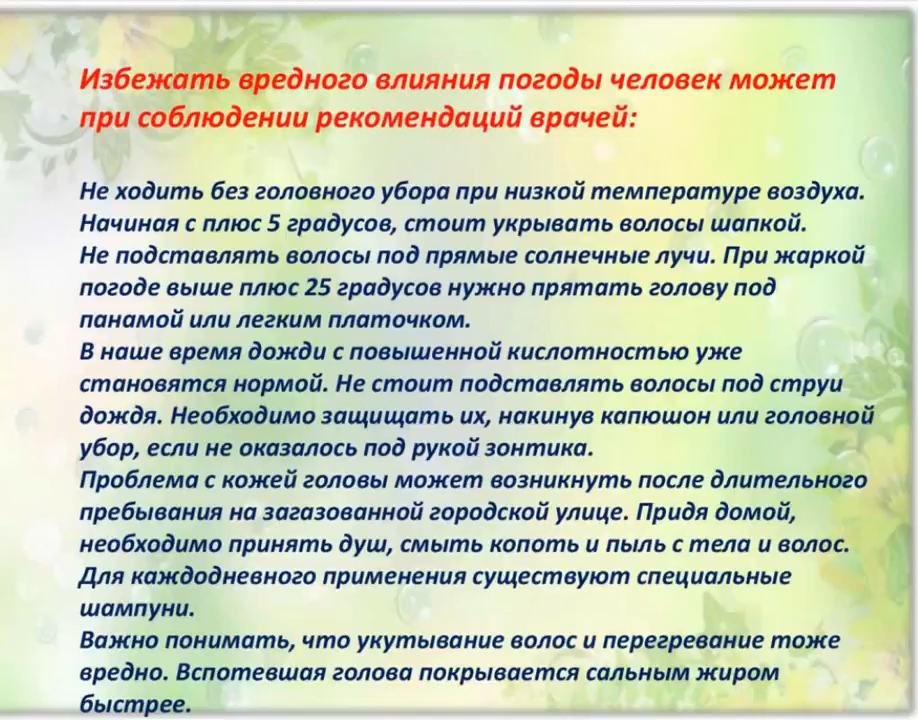 Избежать вредного влияния погоды человек может
при соблюдении рекомендаций врачей:
Не ходить без головного убора при низкой температуре воздуха.
Начиная с плюс 5 градусов, стоит укрывать волосы шапкой.
Не подставлять волосы под прямые солнечные лучи. При жаркой
погоде выше плюс 25 градусов нужно прятать голову под
панамой или легким платочком.
В наше время дожди с повышенной кислотностью уже
становятся нормой. Не стоит подставлять волосы под струи
дождя. Необходимо защищать их, накинув капюшон или головной
убор, если не оказалось под рукой зонтика.
Проблема с кожей головы может возникнуть после длительного
пребывания на загазованной городской улице. Придя домой,
необходимо принять душ, смыть копоть и пыль с тела и волос.
Для каждодневного применения существуют специальные
шампуни.
Важно понимать, что укутывание волос и перегревание тоже
вредно. Вспотевшая голова покрывается сальным жиром
быстрее.